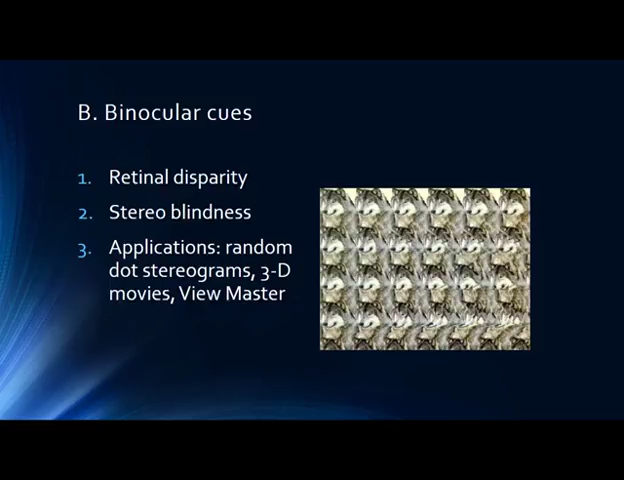 B. Binocular cues
1. Retinal disparity
2. Stereo blindness
3. Applications: random
dot stereograms, 3-D
movies, View Master